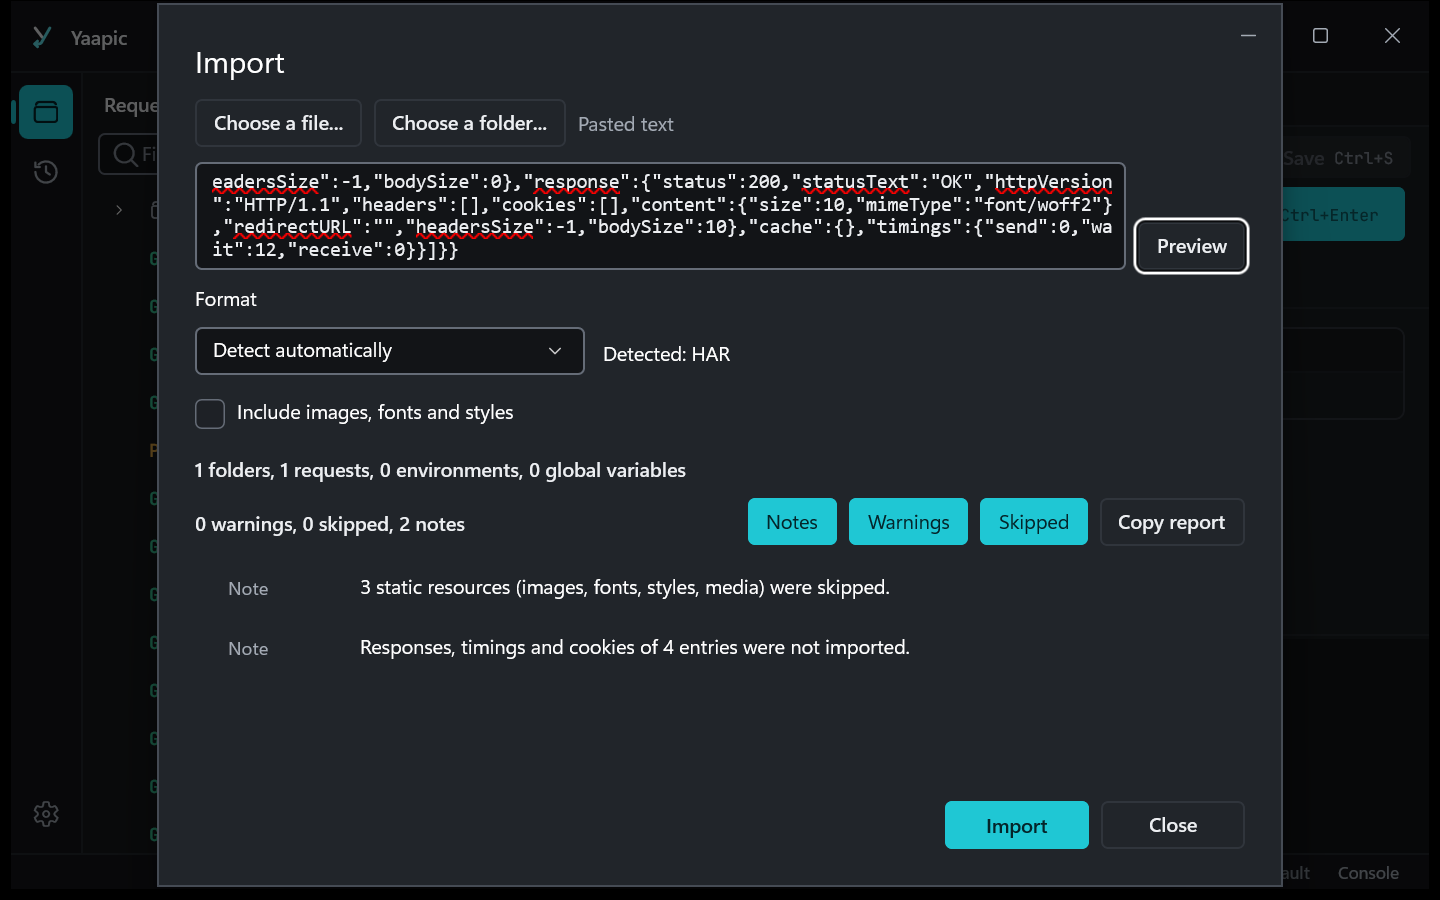 Yaapic
Import
Reque
Choose a file...
Choose a folder...
Pasted text
Fi
Save Ctrl+S
eadersSize":-1,"bodySize":0},"response":{"status":200,"statusText":"OK","httpVersion
":"HTTP/1.1","headers":[],"cookies":[],"content":{"size":10,"mimeType":"font/woff2"}
,"redirectURL":"","headersSize":-1,"bodySize":10},"cache":{},"timings":{"send":0,"wa
it":12,"receive":0}}]}}
Ctrl+Enter
Preview
Format
Detect automatically
Detected: HAR
Include images, fonts and styles
1 folders, 1 requests, 0 environments, 0 global variables
0 warnings, 0 skipped, 2 notes
Notes
Warnings
Skipped
Copy report
Note
3 static resources (images, fonts, styles, media) were skipped.
Note
Responses, timings and cookies of 4 entries were not imported.
Import
Close
ault
Console